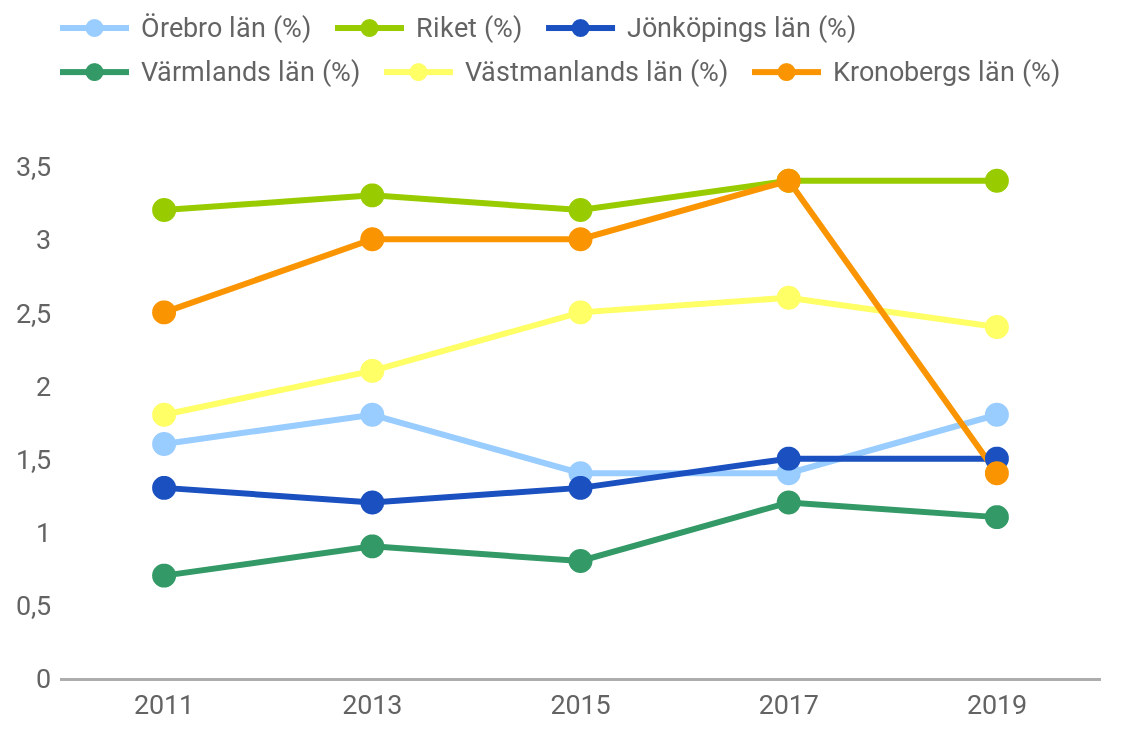 Örebro län (%) Riket (%) Jönköpings län (%)
Värmlands län (%) Västmanlands län (%) Kronobergs län (%)
3,5
3
2,5
2
1,5
1
0,5
0
2011 2013 2015 2017 2019